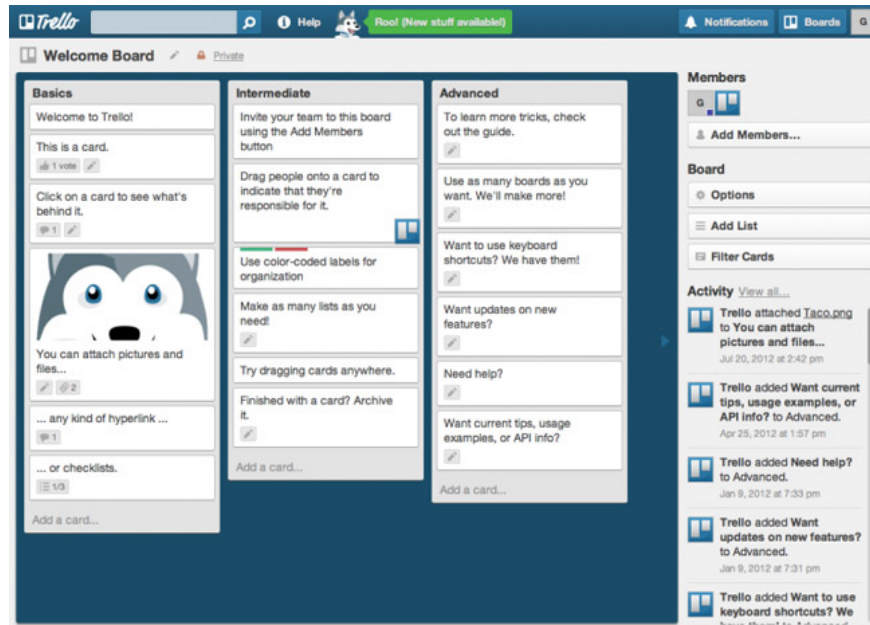 Trello
Help
Roo! (New stuff available!)
Notifications
Boards
G
Welcome Board
Private
Basics
Welcome to Trello!
This is a card.
1 vote
Click on a card to see what's
behind it.
1
You can attach pictures and
files...
2
... any kind of hyperlink ...
1
... or checklists.
1/3
Add a card...
Intermediate
Invite your team to this board
using the Add Members
button
Drag people onto a card to
indicate that they're
responsible for it.
Use color-coded labels for
organization
Make as many lists as you
need!
Try dragging cards anywhere.
Finished with a card? Archive
it.
Add a card...
Advanced
To learn more tricks, check
out the guide.
Use as many boards as you
want. We'll make more!
Want to use keyboard
shortcuts? We have them!
Want updates on new
features?
Need help?
Want current tips, usage
examples, or API info?
Add a card...
Members
G
Add Members...
Board
Options
Add List
Filter Cards
Activity View all...
Trello attached Taco.png
to You can attach
pictures and files...
Jul 20, 2012 at 2:42 pm
Trello added Want current
tips, usage examples, or
API info? to Advanced.
Apr 25, 2012 at 1:57 pm
Trello added Need help?
to Advanced.
Jan 9, 2012 at 7:33 pm
Trello added Want
updates on new features?
to Advanced.
Jan 9, 2012 at 7:31 pm
Trello added Want to use
keyboard shortcuts? We
have them! to Advanced.